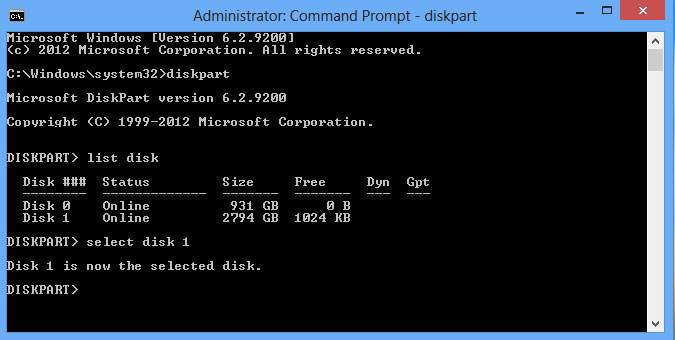 Administrator: Command Prompt - diskpart
Microsoft Windows [Version 6.2.9200]
(c) 2012 Microsoft Corporation. All rights reserved.
C:\Windows\system32>diskpart
Microsoft DiskPart version 6.2.9200
Copyright (C) 1999-2012 Microsoft Corporation.
DISKPART> list disk
Disk ###  Status  Size  Free  Dyn  Gpt
--------  -------------  -------  -------  ---  ---
Disk 0  Online  931 GB  0 B
Disk 1  Online  2794 GB  1024 KB
DISKPART> select disk 1
Disk 1 is now the selected disk.
DISKPART>